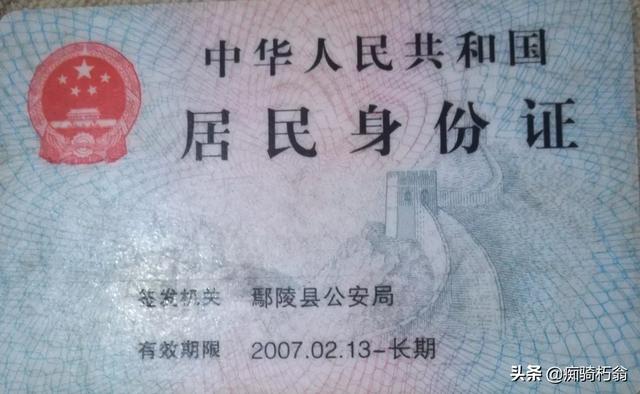 中华人民共和国
居民身份证
签发机关 鄢陵县公安局
有效期限 2007.02.13-长期
头条 @痴骑朽翁